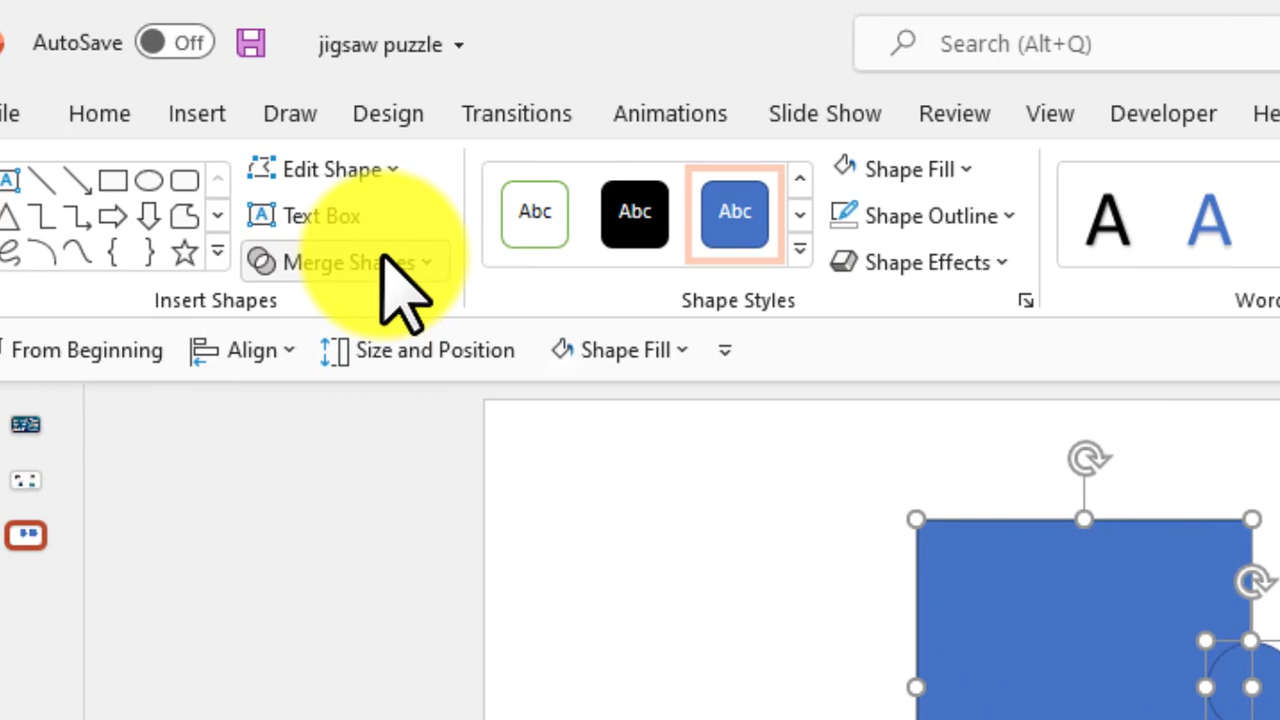 AutoSave Off jigsaw puzzle Search (Alt+Q)
ile Home Insert Draw Design Transitions Animations Slide Show Review View Developer He
A Edit Shape Abc Abc Abc Shape Fill A A
A Text Box Shape Outline
Merge Shapes Shape Effects
Insert Shapes Shape Styles Wor
From Beginning Align Size and Position Shape Fill